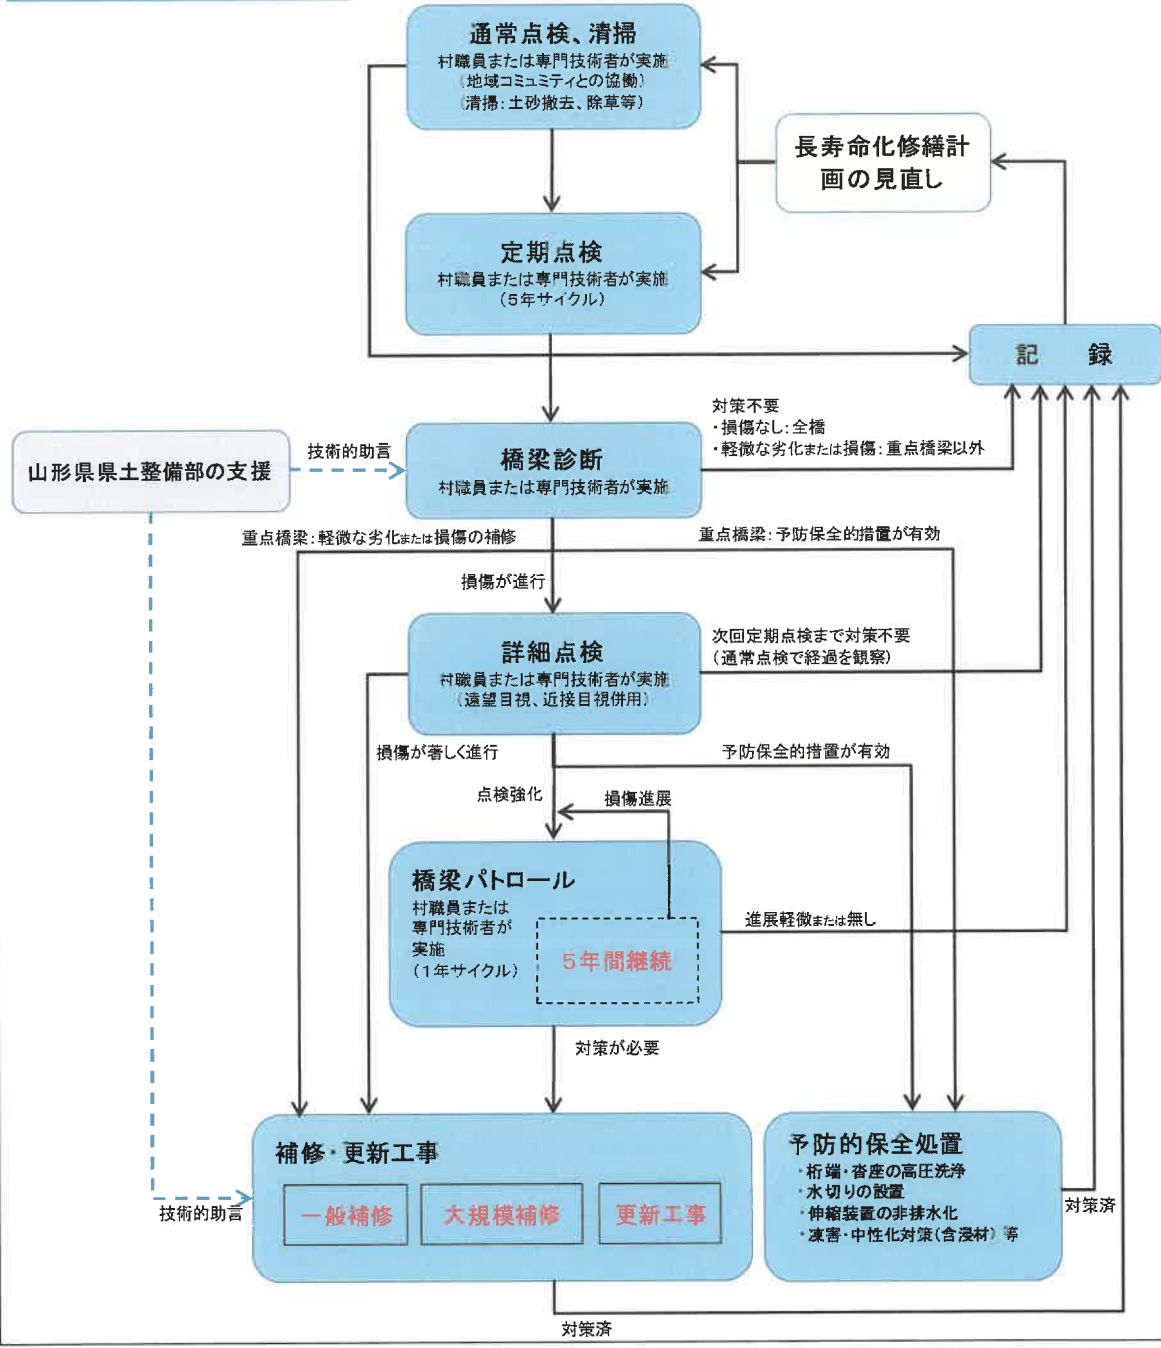 通常点検、清掃
村職員または専門技術者が実施
(地域コミュミティとの協働)
(清掃:土砂撤去、除草等)
長寿命化修繕計
画の見直し
定期点検
村職員または専門技術者が実施
(5年サイクル)
記 録
対策不要
・損傷なし:全橋
・軽微な劣化または損傷:重点橋梁以外
山形県県土整備部の支援
技術的助言
橋梁診断
村職員または専門技術者が実施
重点橋梁:軽微な劣化または損傷の補修
重点橋梁:予防保全的措置が有効
損傷が進行
詳細点検
村職員または専門技術者が実施
(遠望目視、近接目視併用)
次回定期点検まで対策不要
(通常点検で経過を観察)
損傷が著しく進行
予防保全的措置が有効
点検強化
損傷進展
橋梁パトロール
村職員または
専門技術者が
実施
(1年サイクル)
5年間継続
進展軽微または無し
対策が必要
補修・更新工事
一般補修
大規模補修
更新工事
技術的助言
予防的保全処置
・桁端・沓座の高圧洗浄
・水切りの設置
・伸縮装置の非排水化
・凍害・中性化対策(含浸材)等
対策済
対策済